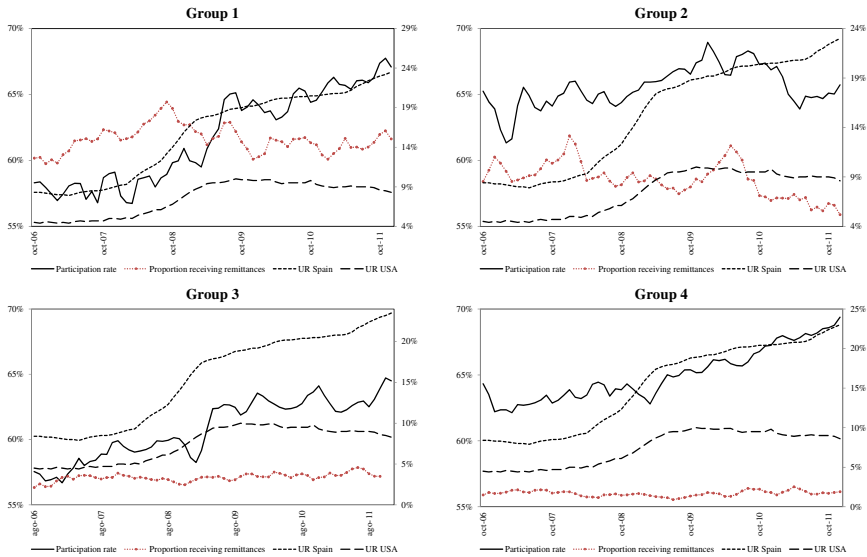 Group 1
70%
65%
60%
55%
29%
24%
19%
14%
9%
4%
oct-06
oct-07
oct-08
oct-09
oct-10
oct-11
Participation rate Proportion receiving remittances UR Spain UR USA
Group 2
70%
65%
60%
55%
24%
19%
14%
9%
4%
oct-06
oct-07
oct-08
oct-09
oct-10
oct-11
Participation rate Proportion receiving remittances UR Spain UR USA
Group 3
70%
65%
60%
55%
20%
15%
10%
5%
0%
ago-06
ago-07
ago-08
ago-09
ago-10
ago-11
Participation rate Proportion receiving remittances UR Spain UR USA
Group 4
70%
65%
60%
55%
25%
20%
15%
10%
5%
0%
oct-06
oct-07
oct-08
oct-09
oct-10
oct-11
Participation rate Proportion receiving remittances UR Spain UR USA